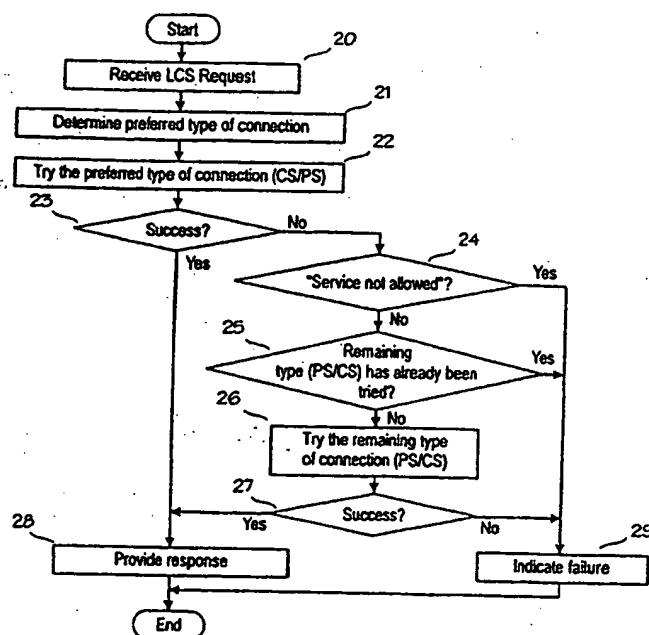 Start
20
Receive LCS Request
21
Determine preferred type of connection
22
Try the preferred type of connection (CS/PS)
23
Success?
No
Yes
24
"Service not allowed"?
Yes
No
25
Remaining
type (PS/CS) has already been
tried?
Yes
No
26
Try the remaining type
of connection (PS/CS)
27
Success?
Yes
No
28
Provide response
29
Indicate failure
End